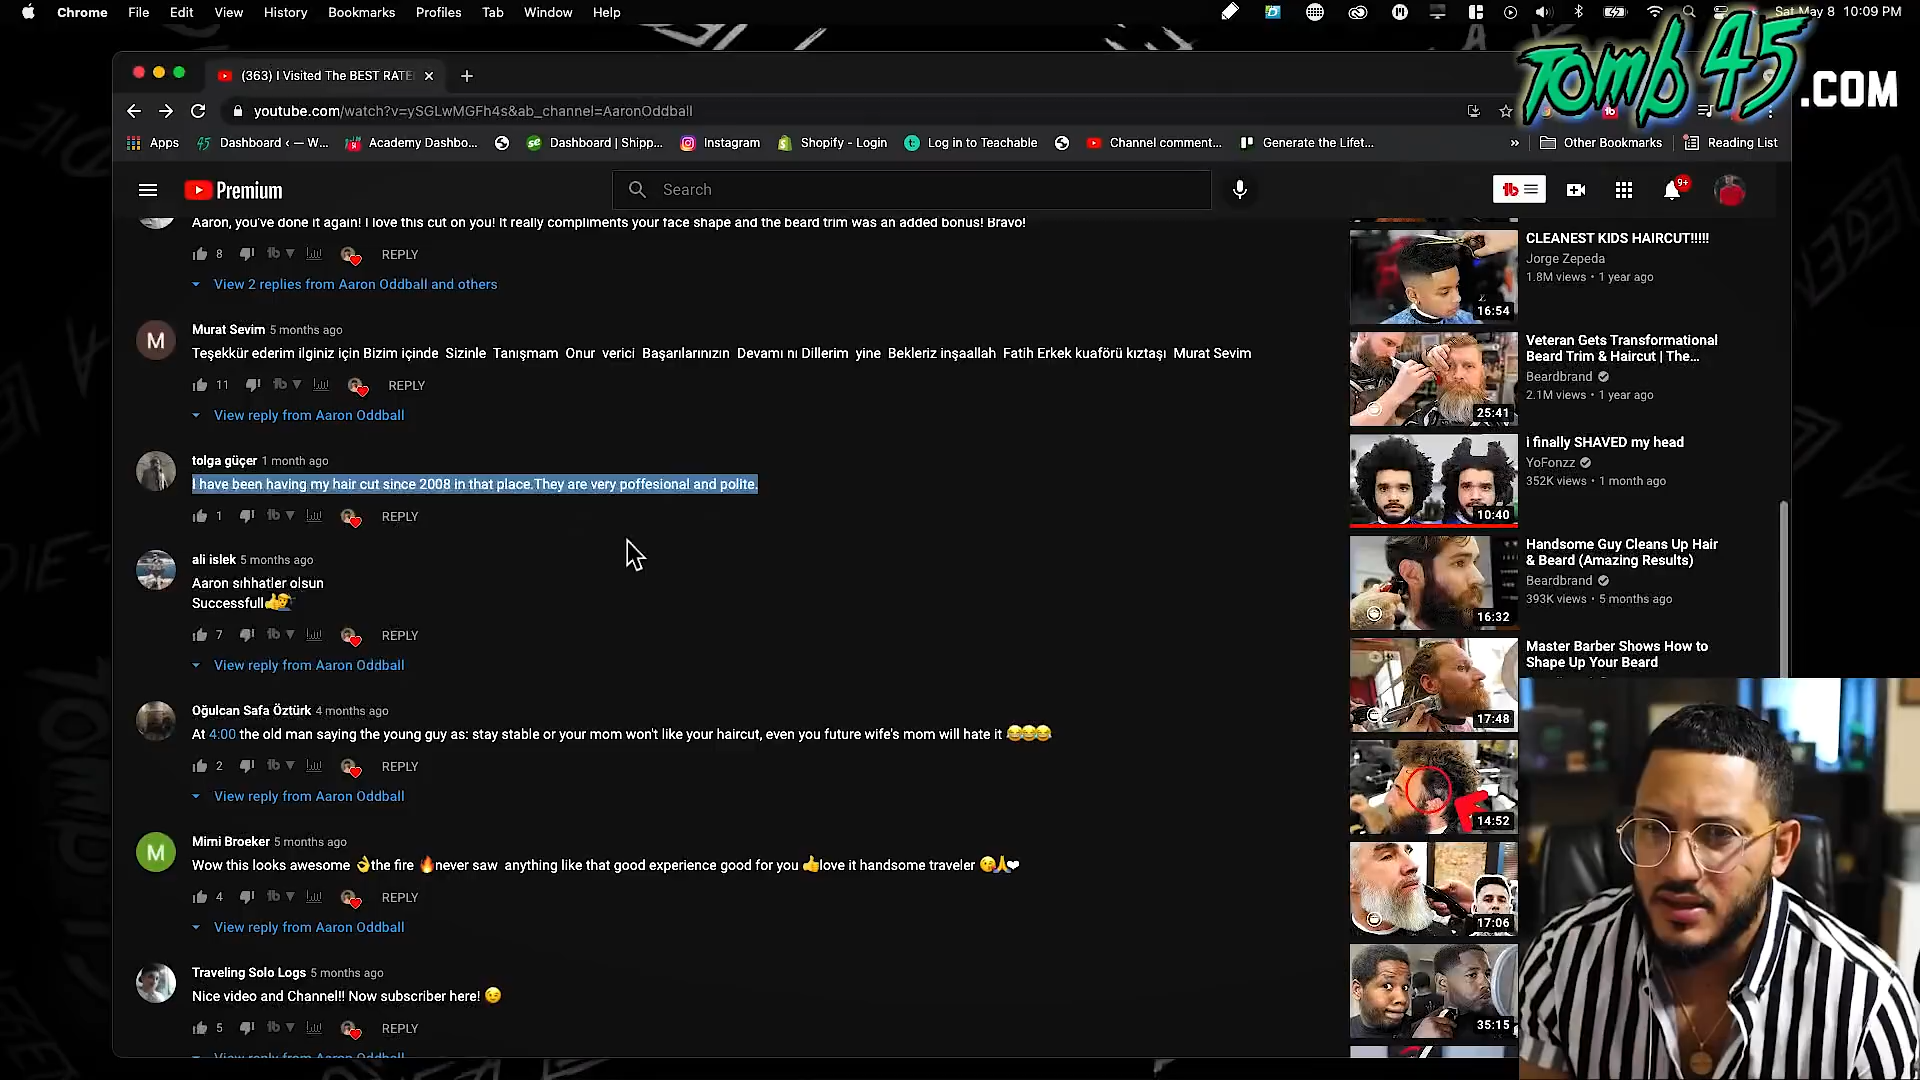 Chrome File Edit View History Bookmarks Profiles Tab Window Help Sat May 8 10:09 PM
TOMB 45 .COM
(363) I Visited The BEST RATE
youtube.com/watch?v=ySGLwMGFh4s&ab_channel=AaronOddball
Apps Dashboard ‹ — W... Academy Dashbo... Dashboard | Shipp... Instagram Shopify - Login Log in to Teachable Channel comment... Generate the Lifet... » Other Bookmarks Reading List
Premium Search tb 9+
Aaron, you've done it again! I love this cut on you! It really compliments your face shape and the beard trim was an added bonus! Bravo!
8 tb REPLY
View 2 replies from Aaron Oddball and others
M
Murat Sevim 5 months ago
Teşekkür ederim ilginiz için Bizim içinde Sizinle Tanışmam Onur verici Başarılarınızın Devamı nı Dillerim yine Bekleriz inşaallah Fatih Erkek kuaförü kıztaşı Murat Sevim
11 tb REPLY
View reply from Aaron Oddball
tolga güçer 1 month ago
I have been having my hair cut since 2008 in that place.They are very poffesional and polite.
1 tb REPLY
ali islek 5 months ago
Aaron sıhhatler olsun
Successfull👍💇‍♂️
7 tb REPLY
View reply from Aaron Oddball
Oğulcan Safa Öztürk 4 months ago
At 4:00 the old man saying the young guy as: stay stable or your mom won't like your haircut, even you future wife's mom will hate it 😂😂😂
2 tb REPLY
View reply from Aaron Oddball
M
Mimi Broeker 5 months ago
Wow this looks awesome 👌the fire 🔥never saw anything like that good experience good for you 👍love it handsome traveler 😘🙏❤
4 tb REPLY
View reply from Aaron Oddball
Traveling Solo Logs 5 months ago
Nice video and Channel!! Now subscriber here! 😉
5 tb REPLY
View reply from Aaron Oddball
CLEANEST KIDS HAIRCUT!!!!!
Jorge Zepeda
1.8M views • 1 year ago
16:54
Veteran Gets Transformational
Beard Trim & Haircut | The...
Beardbrand
2.1M views • 1 year ago
25:41
i finally SHAVED my head
YoFonzz
352K views • 1 month ago
10:40
Handsome Guy Cleans Up Hair
& Beard (Amazing Results)
Beardbrand
393K views • 5 months ago
16:32
Master Barber Shows How to
Shape Up Your Beard
17:48
14:52
17:06
35:15